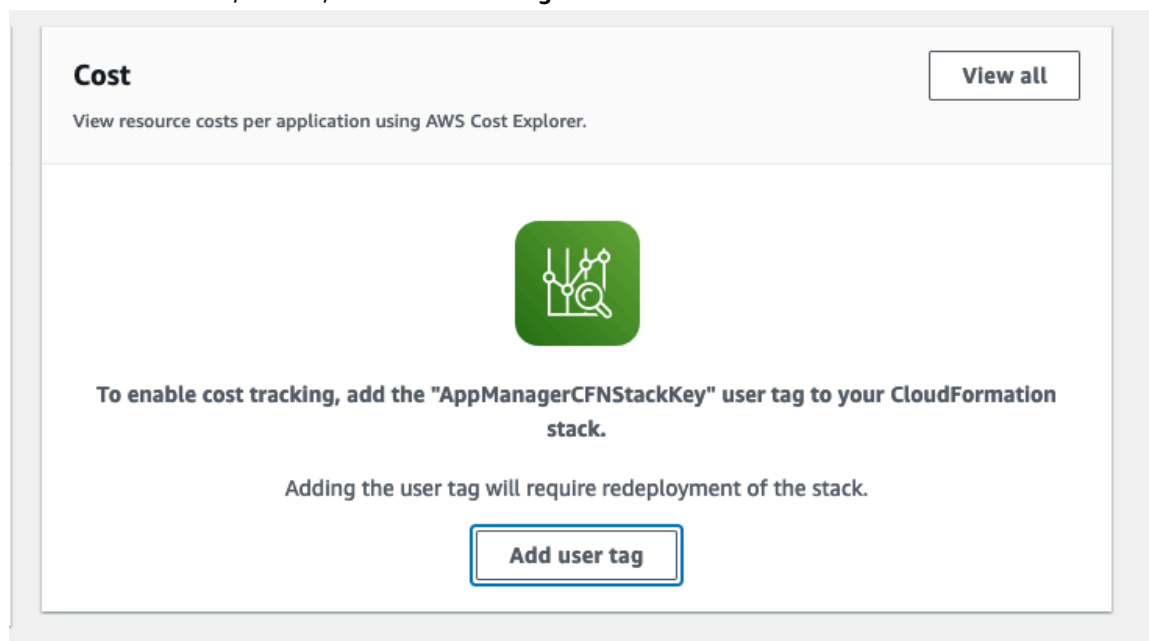 Cost
View all
View resource costs per application using AWS Cost Explorer.
To enable cost tracking, add the "AppManagerCFNStackKey" user tag to your CloudFormation
stack.
Adding the user tag will require redeployment of the stack.
Add user tag